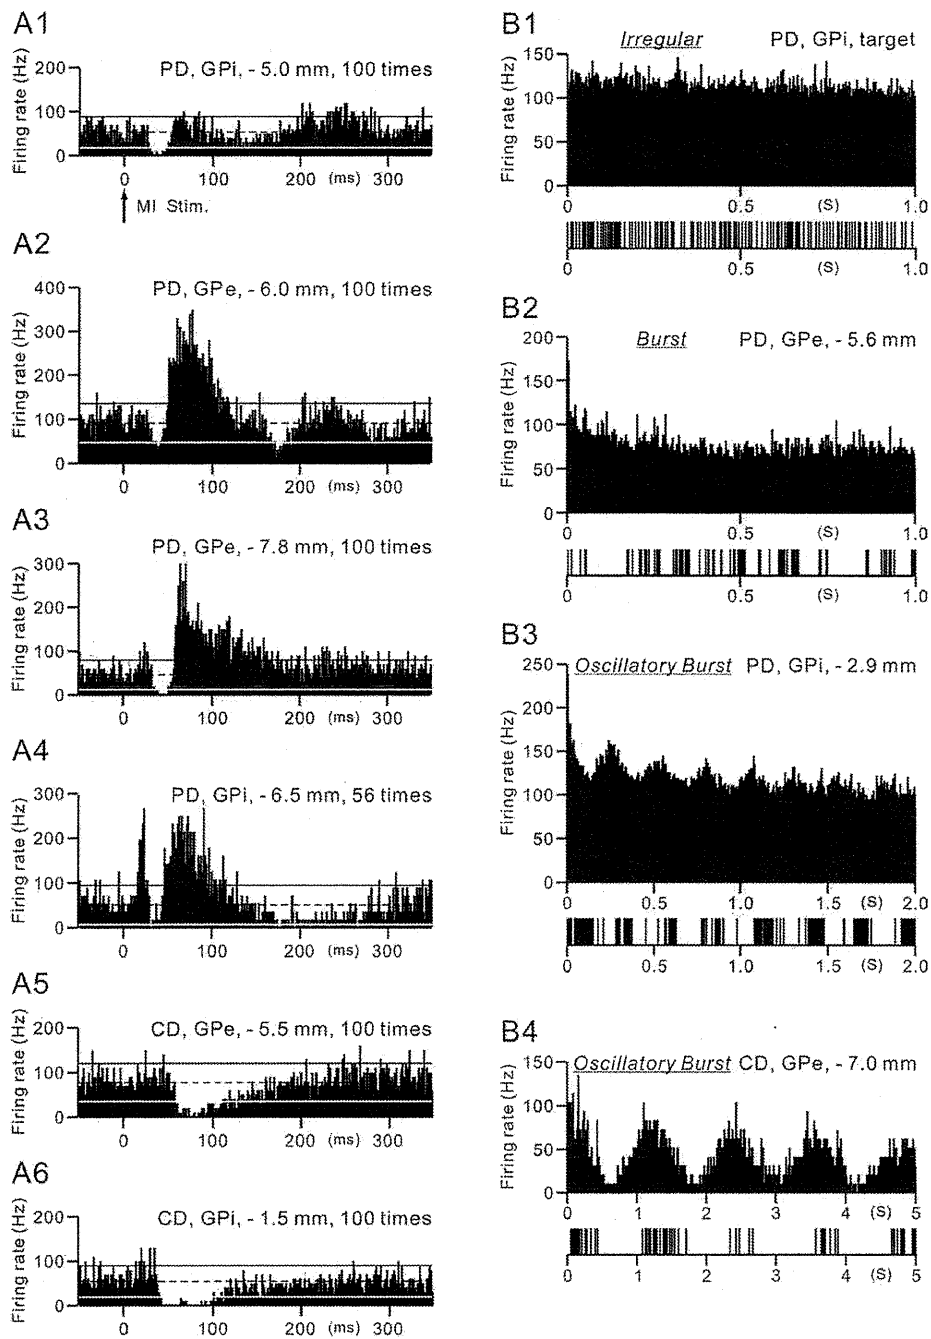 A1
PD, GPi, - 5.0 mm, 100 times
Firing rate (Hz)
200
100
0
0 100 200 (ms) 300
MI Stim.
A2
PD, GPe, - 6.0 mm, 100 times
Firing rate (Hz)
400
300
200
100
0
0 100 200 (ms) 300
A3
PD, GPe, - 7.8 mm, 100 times
Firing rate (Hz)
300
200
100
0
0 100 200 (ms) 300
A4
PD, GPi, - 6.5 mm, 56 times
Firing rate (Hz)
300
200
100
0
0 100 200 (ms) 300
A5
CD, GPe, - 5.5 mm, 100 times
Firing rate (Hz)
200
100
0
0 100 200 (ms) 300
A6
CD, GPi, - 1.5 mm, 100 times
Firing rate (Hz)
200
100
0
0 100 200 (ms) 300
B1
Irregular PD, GPi, target
Firing rate (Hz)
150
100
50
0
0 0.5 (S) 1.0
0 0.5 (S) 1.0
B2
Burst PD, GPe, - 5.6 mm
Firing rate (Hz)
200
150
100
50
0
0 0.5 (S) 1.0
0 0.5 (S) 1.0
B3
Oscillatory Burst PD, GPi, - 2.9 mm
Firing rate (Hz)
250
200
150
100
50
0
0 0.5 1.0 1.5 (S) 2.0
0 0.5 1.0 1.5 (S) 2.0
B4
Oscillatory Burst CD, GPe, - 7.0 mm
Firing rate (Hz)
150
100
50
0
0 1 2 3 4 (S) 5
0 1 2 3 4 (S) 5